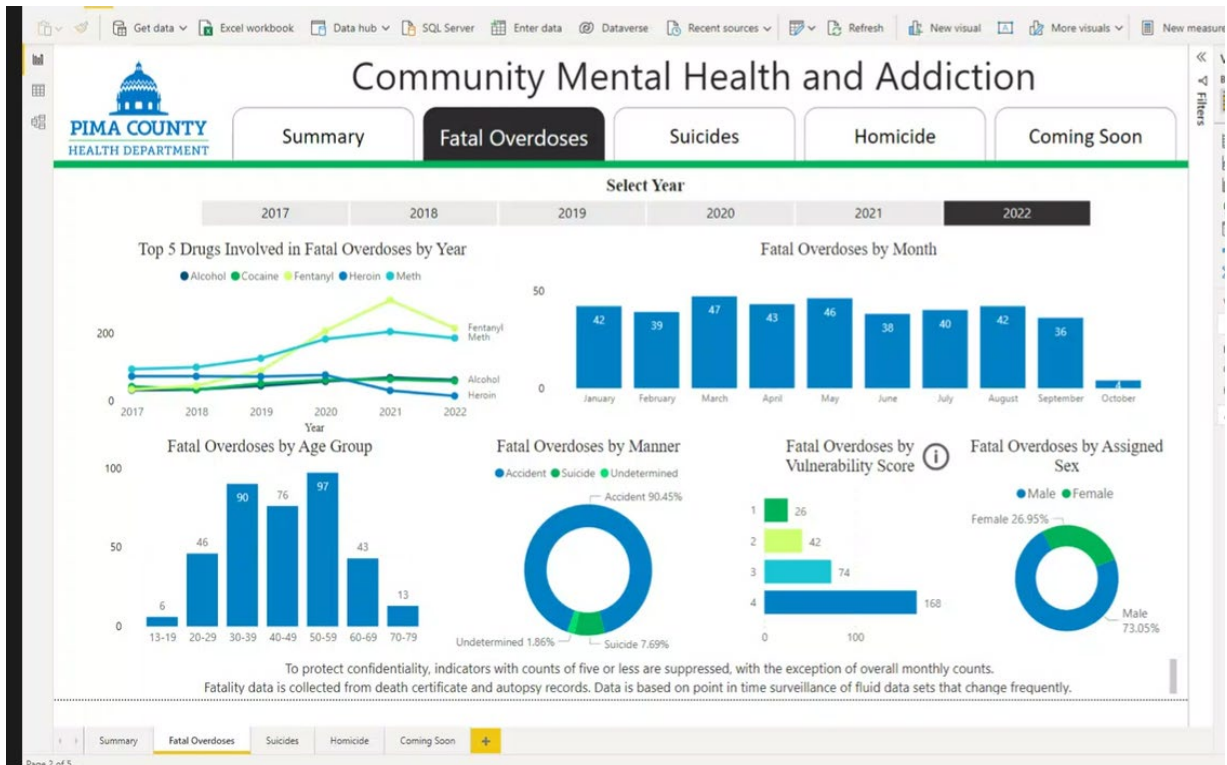 Get data
Excel workbook
Data hub
SQL Server
Enter data
Dataverse
Recent sources
Refresh
New visual
More visuals
New measure
Filters
PIMA COUNTY
HEALTH DEPARTMENT
Community Mental Health and Addiction
Summary
Fatal Overdoses
Suicides
Homicide
Coming Soon
Select Year
2017 2018 2019 2020 2021 2022
Top 5 Drugs Involved in Fatal Overdoses by Year
Alcohol Cocaine Fentanyl Heroin Meth
200
0
Fentanyl
Meth
Alcohol
Heroin
2017 2018 2019 2020 2021 2022
Year
Fatal Overdoses by Month
50
0
42 39 47 43 46 38 40 42 36 4
January February March April May June July August September October
Fatal Overdoses by Age Group
100
50
0
6 46 90 76 97 43 13
13-19 20-29 30-39 40-49 50-59 60-69 70-79
Fatal Overdoses by Manner
Accident Suicide Undetermined
Accident 90.45%
Undetermined 1.86%
Suicide 7.69%
Fatal Overdoses by
Vulnerability Score
i
1 26
2 42
3 74
4 168
0 100
Fatal Overdoses by Assigned
Sex
Male Female
Female 26.95%
Male
73.05%
To protect confidentiality, indicators with counts of five or less are suppressed, with the exception of overall monthly counts.
Fatality data is collected from death certificate and autopsy records. Data is based on point in time surveillance of fluid data sets that change frequently.
Summary
Fatal Overdoses
Suicides
Homicide
Coming Soon
+
Page 2 of 5